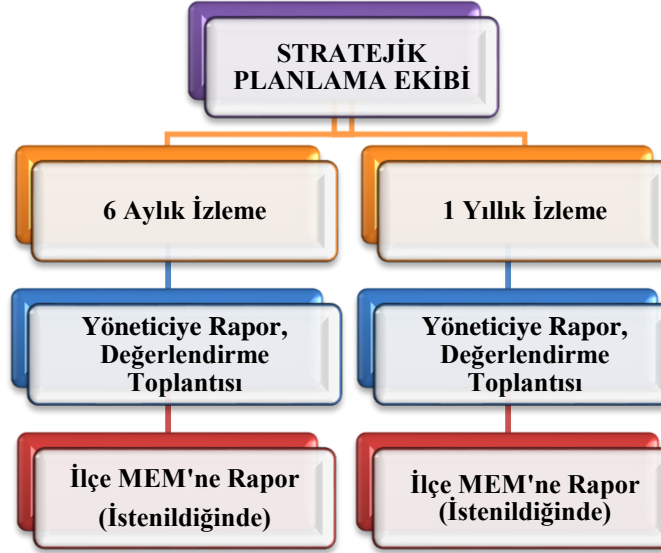 STRATEJİK
PLANLAMA EKİBİ
6 Aylık İzleme
1 Yıllık İzleme
Yöneticiye Rapor,
Değerlendirme
Toplantısı
Yöneticiye Rapor,
Değerlendirme
Toplantısı
İlçe MEM'ne Rapor
(İstenildiğinde)
İlçe MEM'ne Rapor
(İstenildiğinde)